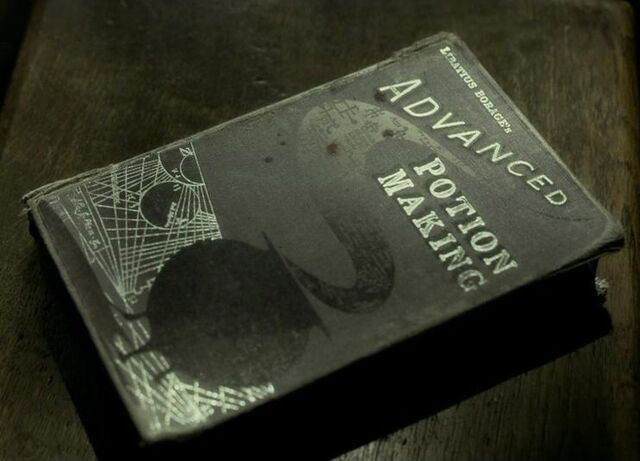 LIBATIUS BORAGE'S
ADVANCED
POTION
MAKING